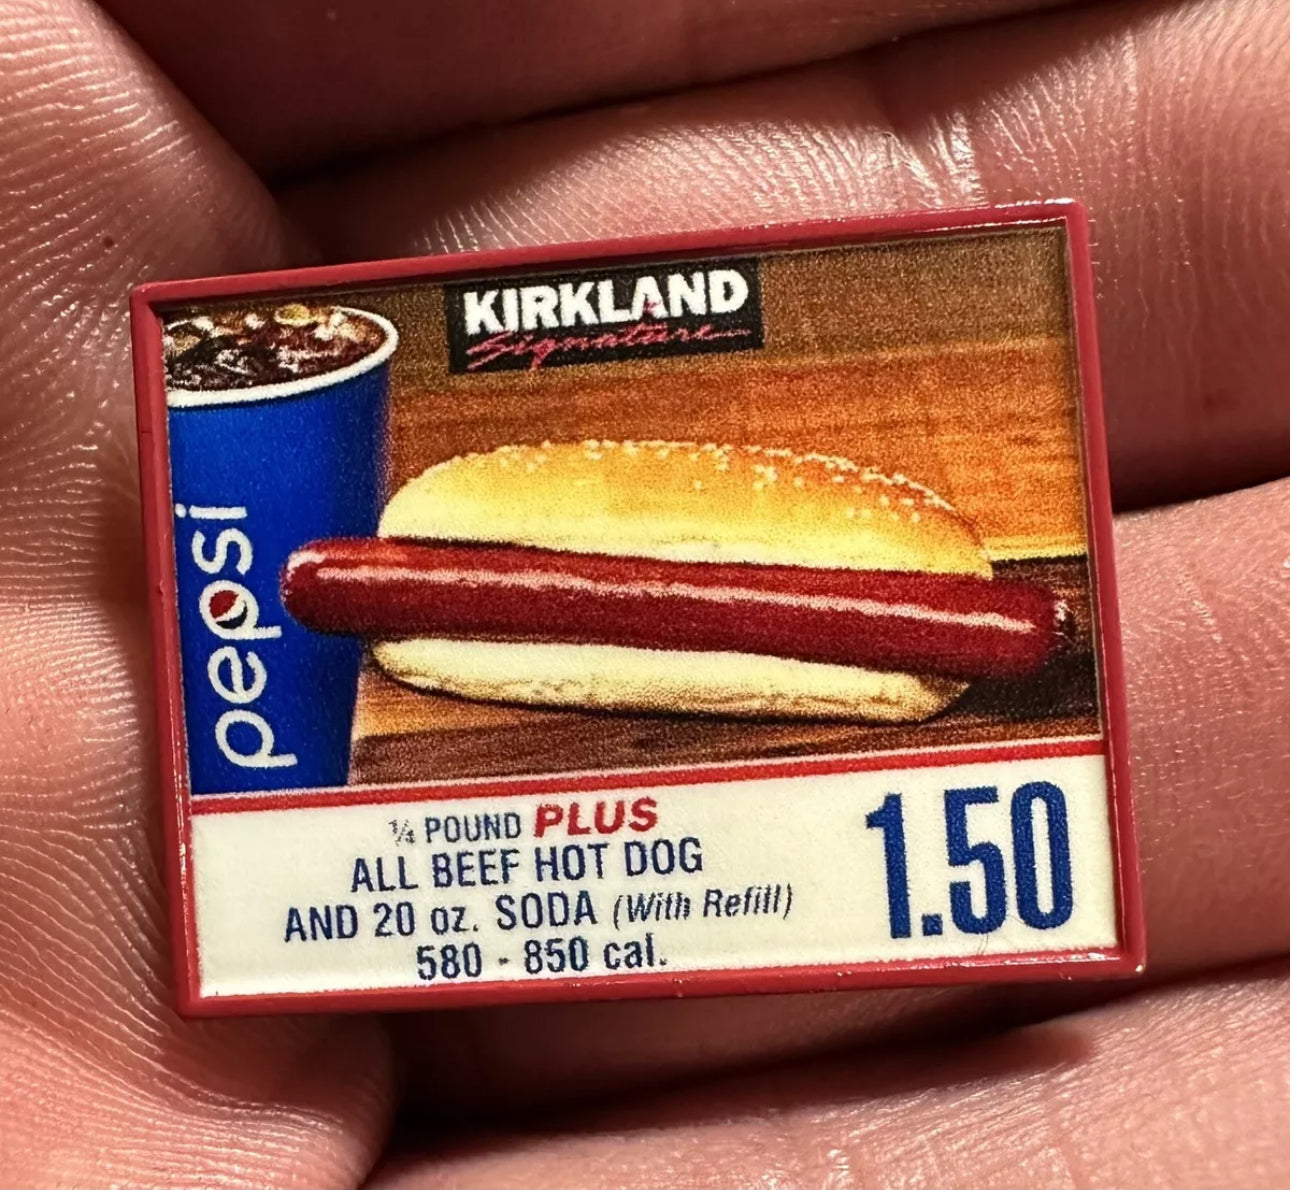 KIRKLAND
Signature
pepsi
¼ POUND PLUS
ALL BEEF HOT DOG
AND 20 oz. SODA (With Refill)
580 - 850 cal.
1.50